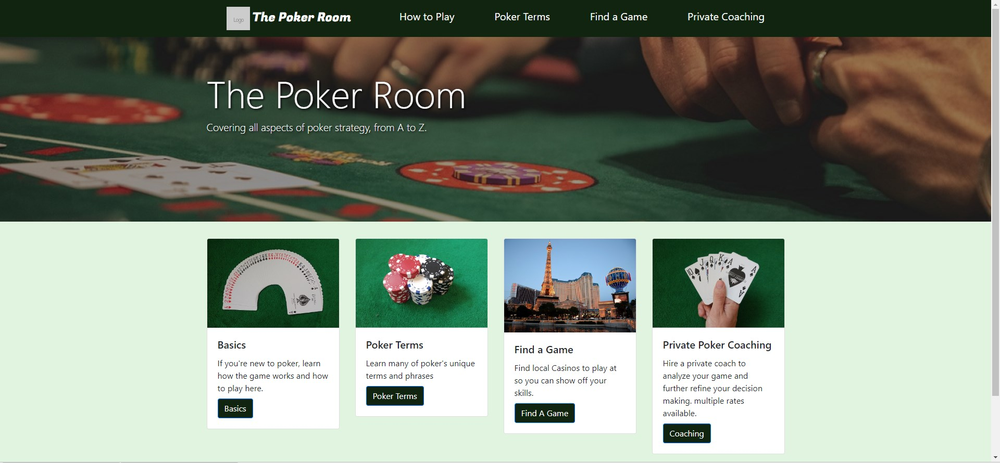 Logo
The Poker Room
How to Play
Poker Terms
Find a Game
Private Coaching
The Poker Room
Covering all aspects of poker strategy, from A to Z.
Basics
If you're new to poker, learn
how the game works and how
to play here.
Basics
Poker Terms
Learn many of poker's unique
terms and phrases
Poker Terms
Find a Game
Find local Casinos to play at
so you can show off your
skills.
Find A Game
Private Poker Coaching
Hire a private coach to
analyze your game and
further refine your decision
making. multiple rates
available.
Coaching